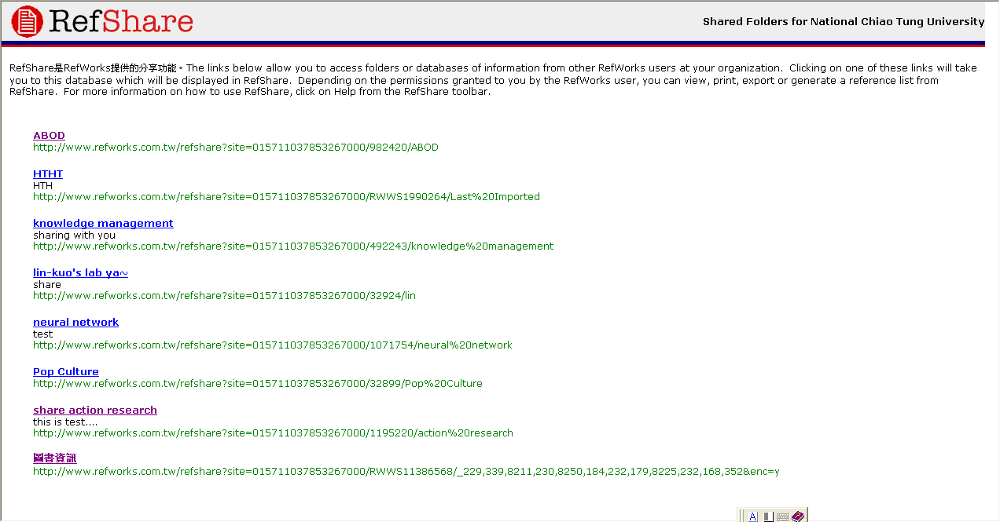 RefShare
Shared Folders for National Chiao Tung University
RefShare是RefWorks提供的分享功能。The links below allow you to access folders or databases of information from other RefWorks users at your organization.  Clicking on one of these links will take
you to this database which will be displayed in RefShare.  Depending on the permissions granted to you by the RefWorks user, you can view, print, export or generate a reference list from
RefShare.  For more information on how to use RefShare, click on Help from the RefShare toolbar.
ABOD
http://www.refworks.com.tw/refshare?site=015711037853267000/982420/ABOD
HTHT
HTH
http://www.refworks.com.tw/refshare?site=015711037853267000/RWWS1990264/Last%20Imported
knowledge management
sharing with you
http://www.refworks.com.tw/refshare?site=015711037853267000/492243/knowledge%20management
lin-kuo's lab ya~
share
http://www.refworks.com.tw/refshare?site=015711037853267000/32924/lin
neural network
test
http://www.refworks.com.tw/refshare?site=015711037853267000/1071754/neural%20network
Pop Culture
http://www.refworks.com.tw/refshare?site=015711037853267000/32899/Pop%20Culture
share action research
this is test....
http://www.refworks.com.tw/refshare?site=015711037853267000/1195220/action%20research
圖書資訊
http://www.refworks.com.tw/refshare?site=015711037853267000/RWWS11386568/_229,339,8211,230,8250,184,232,179,8225,232,168,352&enc=y
A